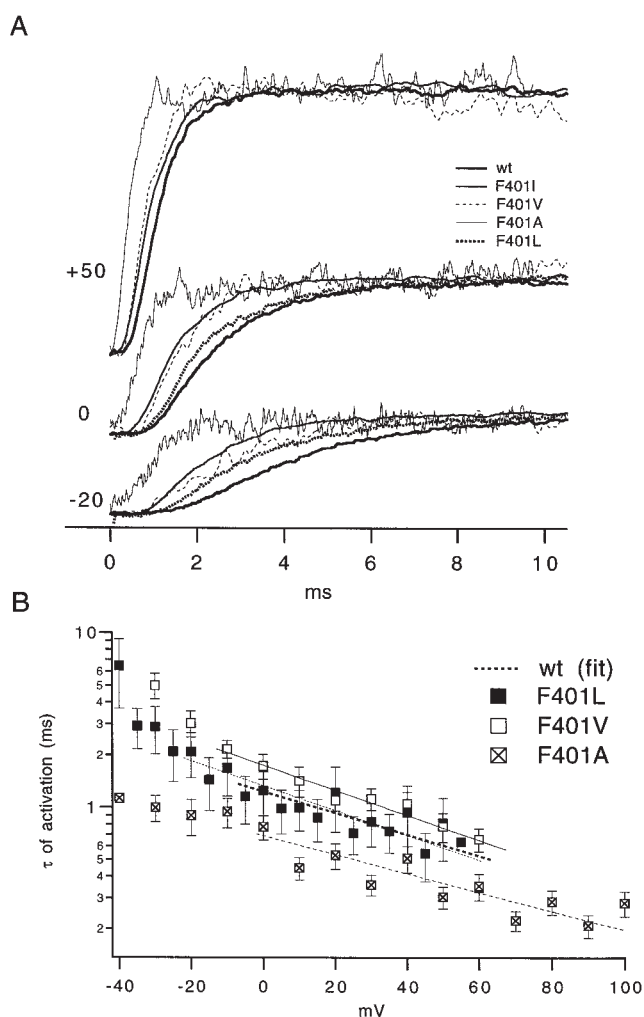 A
wt
F401I
F401V
F401A
F401L
+50
0
-20
0 2 4 6 8 10
ms
B
10
6
5
4
3
2
1
6
5
4
3
2
τ of activation (ms)
wt (fit)
F401L
F401V
F401A
-40 -20 0 20 40 60 80 100
mV